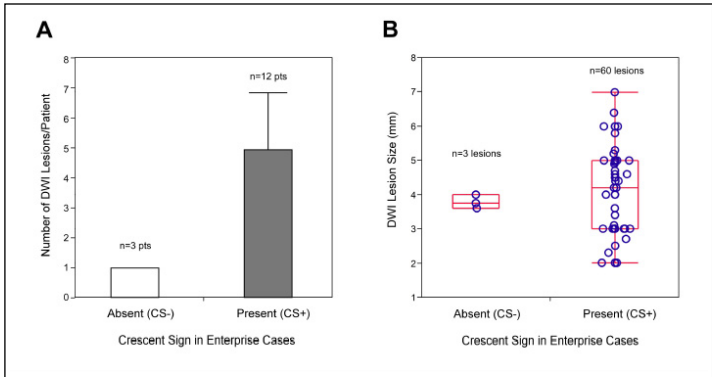 A
Number of DWI Lesions/Patient
8
7
6
5
4
3
2
1
0
n=3 pts
n=12 pts
Absent (CS-)
Present (CS+)
Crescent Sign in Enterprise Cases
B
DWI Lesion Size (mm)
8
7
6
5
4
3
2
1
n=3 lesions
n=60 lesions
Absent (CS-)
Present (CS+)
Crescent Sign in Enterprise Cases